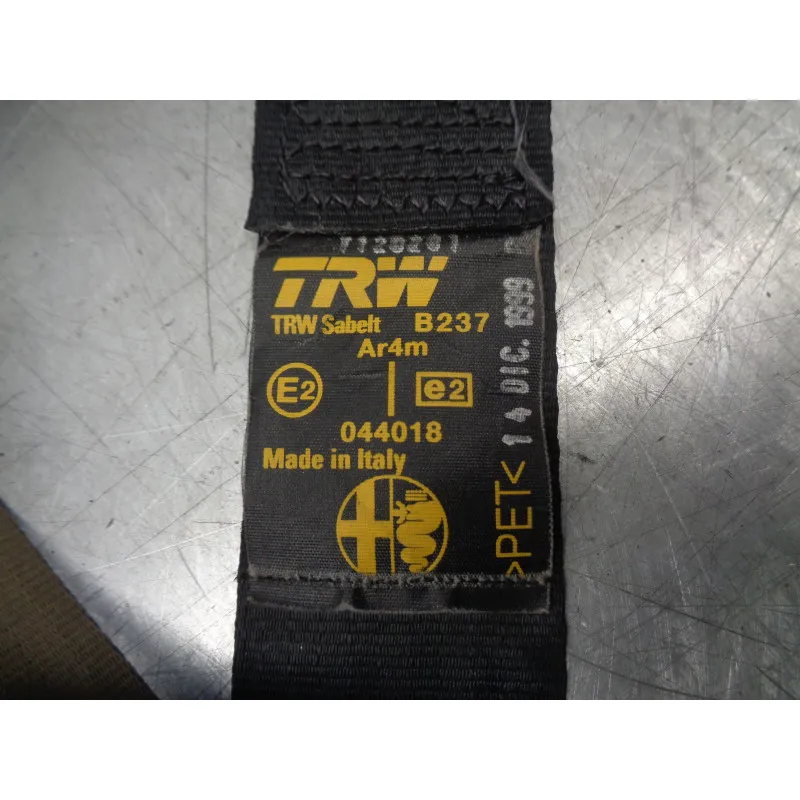 TRW
TRW Sabelt B237
Ar4m
E2 e2
044018
Made in Italy
>PET< 14 DIC. 1999